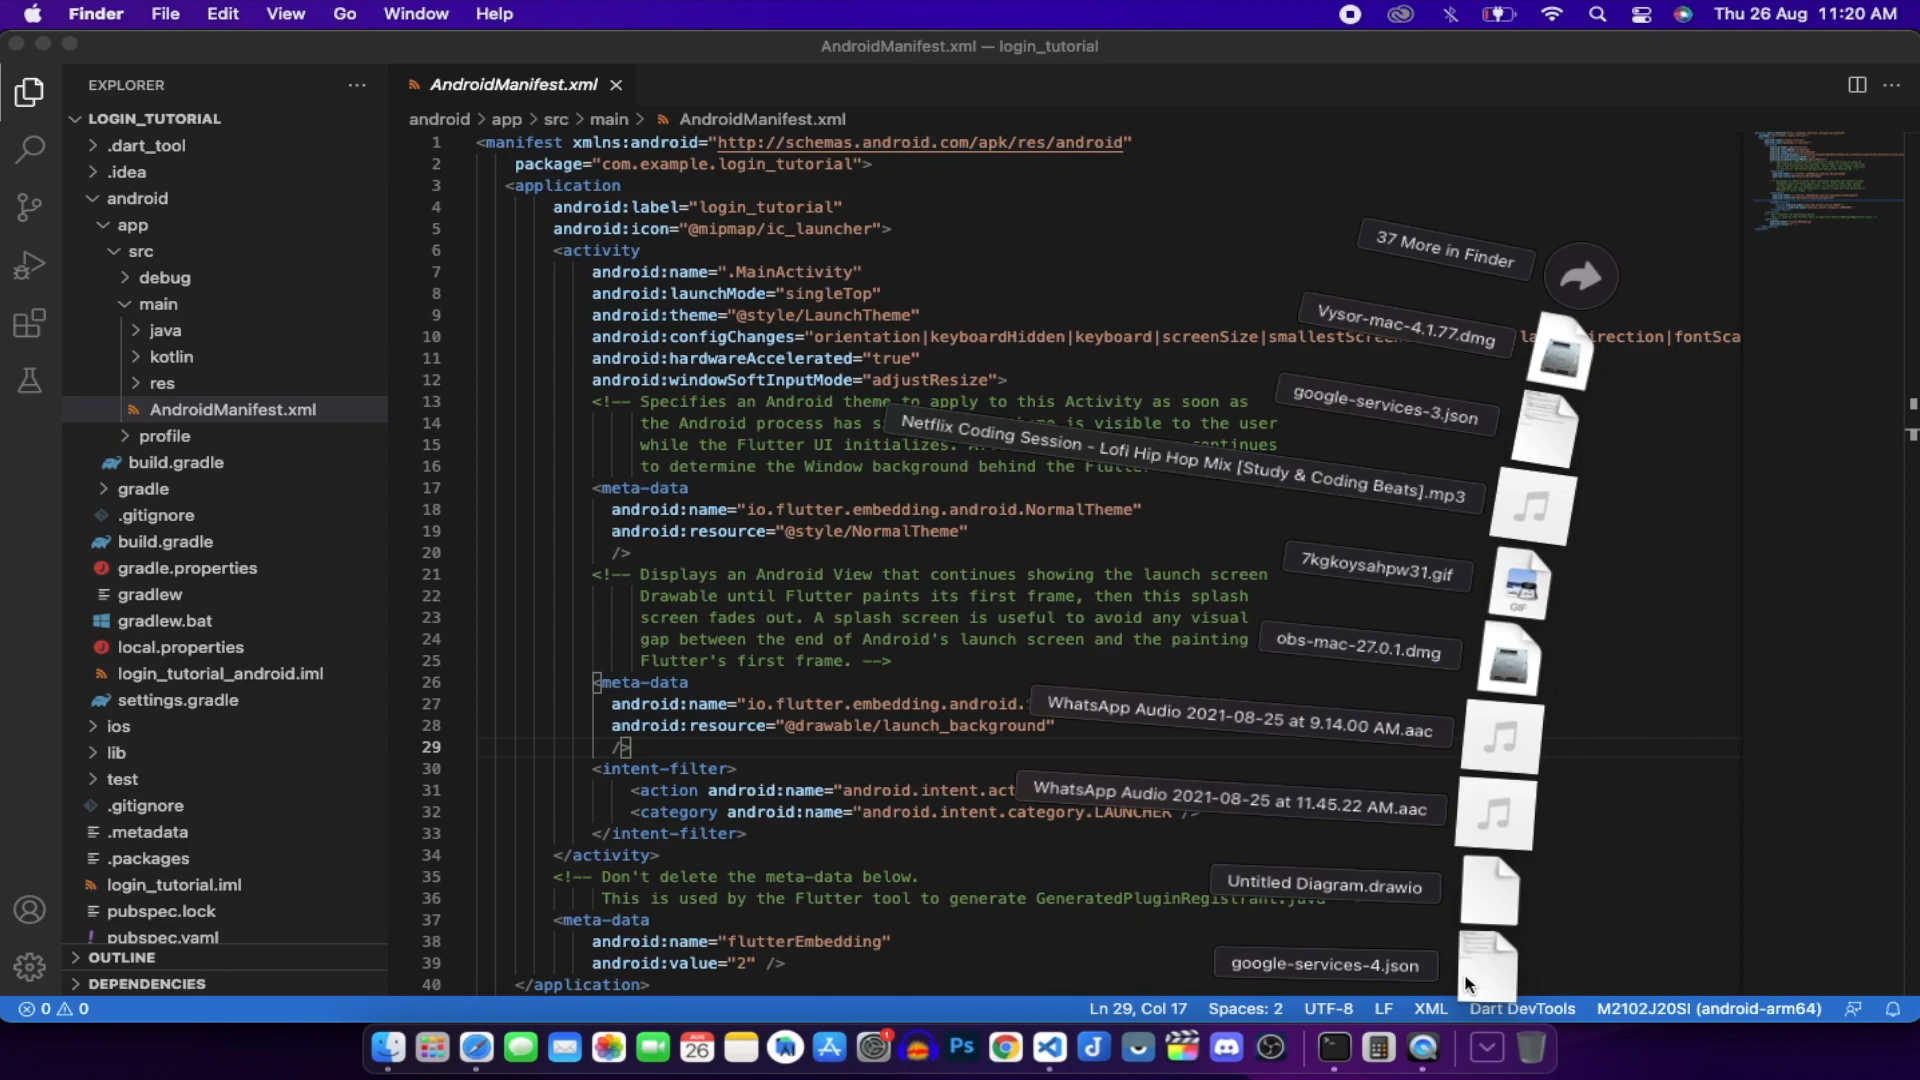 Finder File Edit View Go Window Help Thu 26 Aug 11:20 AM
AndroidManifest.xml — login_tutorial
EXPLORER
LOGIN_TUTORIAL
.dart_tool
.idea
android
app
src
debug
main
java
kotlin
res
AndroidManifest.xml
profile
build.gradle
gradle
.gitignore
build.gradle
gradle.properties
gradlew
gradlew.bat
local.properties
login_tutorial_android.iml
settings.gradle
ios
lib
test
.gitignore
.metadata
.packages
login_tutorial.iml
pubspec.lock
pubspec.yaml
OUTLINE
DEPENDENCIES
AndroidManifest.xml
android > app > src > main > AndroidManifest.xml
1 <manifest xmlns:android="http://schemas.android.com/apk/res/android"
2 package="com.example.login_tutorial">
3 <application
4 android:label="login_tutorial"
5 android:icon="@mipmap/ic_launcher">
6 <activity
7 android:name=".MainActivity"
8 android:launchMode="singleTop"
9 android:theme="@style/LaunchTheme"
10 android:configChanges="orientation|keyboardHidden|keyboard|screenSize|smallestScreen irection|fontSca
11 android:hardwareAccelerated="true"
12 android:windowSoftInputMode="adjustResize">
13 <!-- Specifies an Android theme to apply to this Activity as soon as
14 the Android process has s is visible to the user
15 while the Flutter UI initializes. ontinues
16 to determine the Window background behind the Flutt
17 <meta-data
18 android:name="io.flutter.embedding.android.NormalTheme"
19 android:resource="@style/NormalTheme"
20 />
21 <!-- Displays an Android View that continues showing the launch screen
22 Drawable until Flutter paints its first frame, then this splash
23 screen fades out. A splash screen is useful to avoid any visual
24 gap between the end of Android's launch screen and the painting
25 Flutter's first frame. -->
26 <meta-data
27 android:name="io.flutter.embedding.android.
28 android:resource="@drawable/launch_background"
29 />
30 <intent-filter>
31 <action android:name="android.intent.act
32 <category android:name="android.intent.category.LAUNCHER"/>
33 </intent-filter>
34 </activity>
35 <!-- Don't delete the meta-data below.
36 This is used by the Flutter tool to generate GeneratedPluginRegistrant.java
37 <meta-data
38 android:name="flutterEmbedding"
39 android:value="2" />
40 </application>
37 More in Finder
Vysor-mac-4.1.77.dmg
google-services-3.json
Netflix Coding Session - Lofi Hip Hop Mix [Study & Coding Beats].mp3
7kgkoysahpw31.gif
GIF
obs-mac-27.0.1.dmg
WhatsApp Audio 2021-08-25 at 9.14.00 AM.aac
WhatsApp Audio 2021-08-25 at 11.45.22 AM.aac
Untitled Diagram.drawio
google-services-4.json
0 0 Ln 29, Col 17 Spaces: 2 UTF-8 LF XML Dart DevTools M2102J20SI (android-arm64)
AUG
26
1
Ps